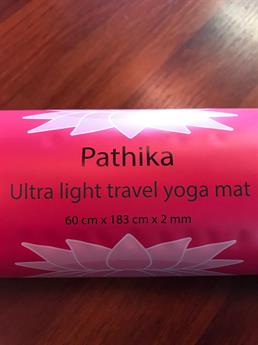 Pathika
Ultra light travel yoga mat
60 cm x 183 cm x 2 mm